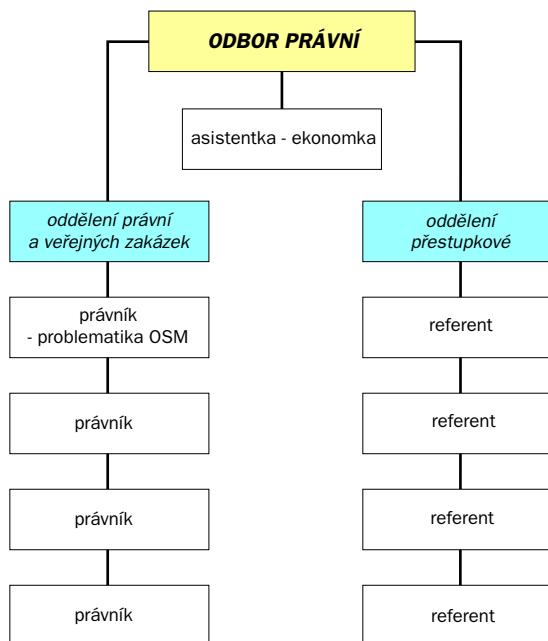 ODBOR PRÁVNÍ
asistentka - ekonomka
oddělení právní
a veřejných zakázek
oddělení
přestupkové
právník
- problematika OSM
referent
právník
referent
právník
referent
právník
referent